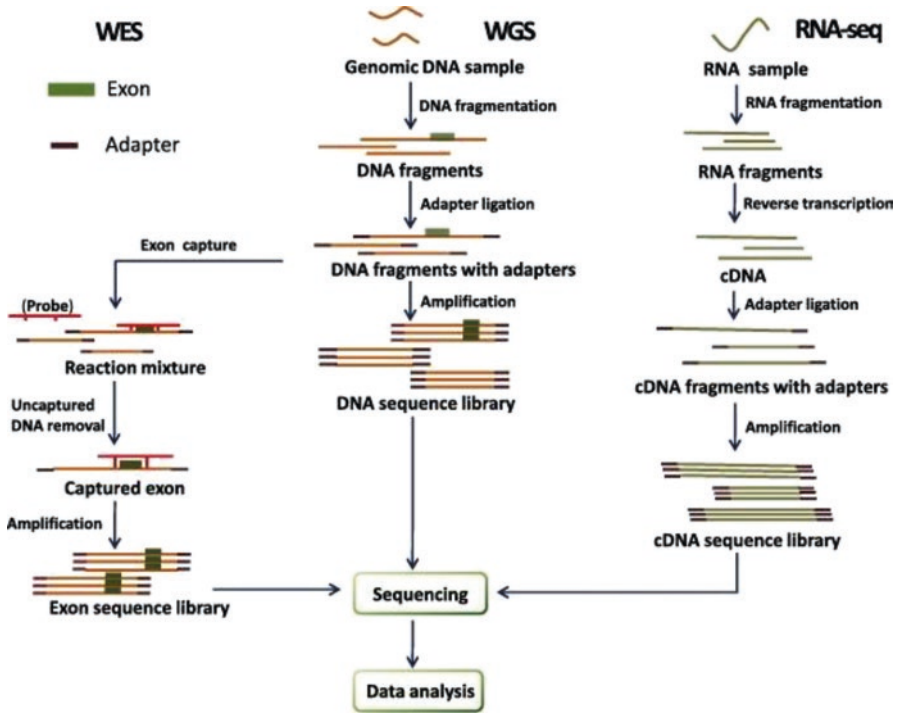 WES
Exon
Adapter
WGS
Genomic DNA sample
DNA fragmentation
DNA fragments
Adapter ligation
DNA fragments with adapters
Amplification
DNA sequence library
Exon capture
(Probe)
Reaction mixture
Uncaptured
DNA removal
Captured exon
Amplification
Exon sequence library
RNA-seq
RNA sample
RNA fragmentation
RNA fragments
Reverse transcription
cDNA
Adapter ligation
cDNA fragments with adapters
Amplification
cDNA sequence library
Sequencing
Data analysis